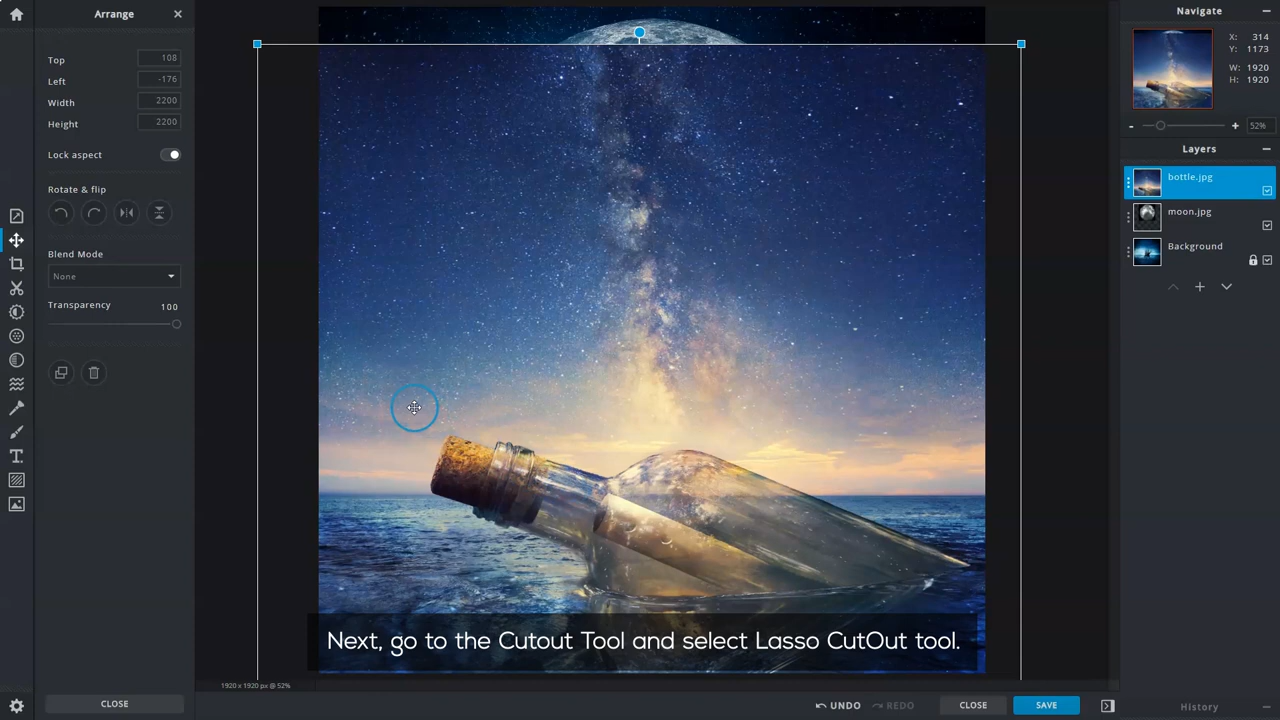 Arrange
Top 108
Left -176
Width 2200
Height 2200
Lock aspect
Rotate & flip
Blend Mode
None
Transparency 100
CLOSE
Next, go to the Cutout Tool and select Lasso CutOut tool.
1920 x 1920 px @ 52%
UNDO
REDO
CLOSE
SAVE
Navigate
X: 314
Y: 1173
W: 1920
H: 1920
52%
Layers
bottle.jpg
moon.jpg
Background
History